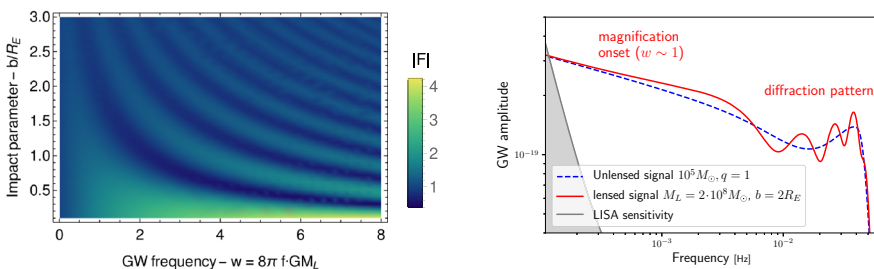 3.0
2.5
2.0
1.5
1.0
0.5
0
2
4
6
8
Impact parameter – b/R_E
GW frequency – w = 8π f·GM_L
|F|
4
3
2
1
magnification
onset (w ∼ 1)
diffraction pattern
GW amplitude
10^{-19}
Unlensed signal 10^5 M_⊙, q = 1
lensed signal M_L = 2·10^8 M_⊙, b = 2R_E
LISA sensitivity
10^{-3}
10^{-2}
Frequency [Hz]